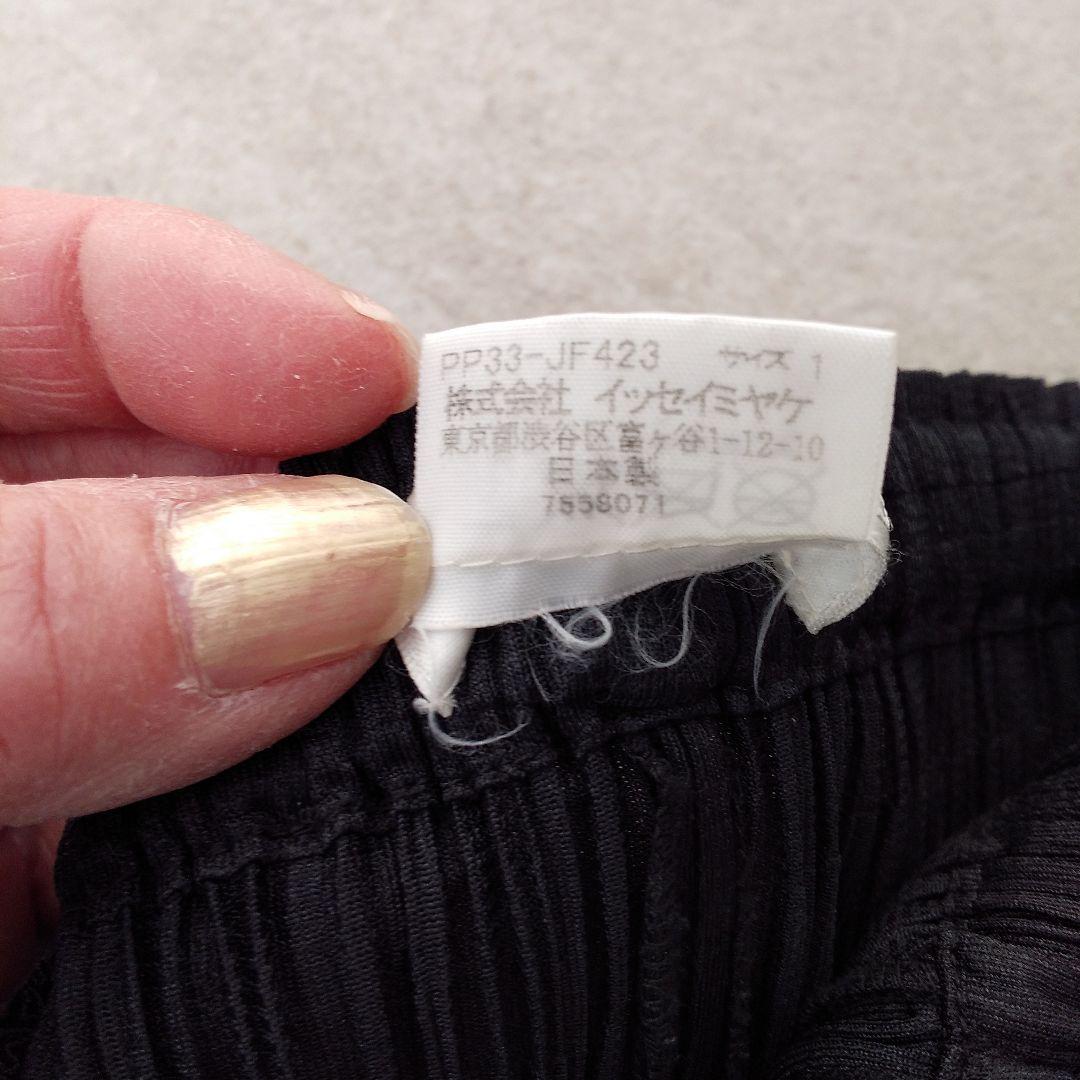 PP33-JF423 サイズ 1
株式会社 イッセイミヤケ
東京都渋谷区富ヶ谷1-12-10
日本製
7858071